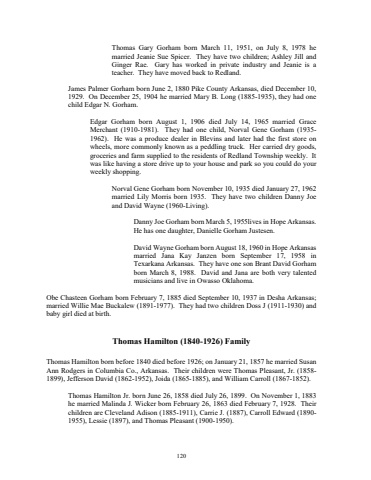 Thomas Gary Gorham born March 11, 1951, on July 8, 1978 he
married Jeanie Sue Spicer. They have two children; Ashley Jill and
Ginger Rae. Gary has worked in private industry and Jeanie is a
teacher. They have moved back to Redland.
James Palmer Gorham born June 2, 1880 Pike County Arkansas, died December 10,
1929. On December 25, 1904 he married Mary B. Long (1885-1935), they had one
child Edgar N. Gorham.
Edgar Gorham born August 1, 1906 died July 14, 1965 married Grace
Merchant (1910-1981). They had one child, Norval Gene Gorham (1935-
1962). He was a produce dealer in Blevins and later had the first store on
wheels, more commonly known as a peddling truck. Her carried dry goods,
groceries and farm supplied to the residents of Redland Township weekly. It
was like having a store drive up to your house and park so you could do your
weekly shopping.
Norval Gene Gorham born November 10, 1935 died January 27, 1962
married Lily Morris born 1935. They have two children Danny Joe
and David Wayne (1960-Living).
Danny Joe Gorham born March 5, 1955lives in Hope Arkansas.
He has one daughter, Danielle Gorham Justesen.
David Wayne Gorham born August 18, 1960 in Hope Arkansas
married Jana Kay Janzen born September 17, 1958 in
Texarkana Arkansas. They have one son Brant David Gorham
born March 8, 1988. David and Jana are both very talented
musicians and live in Owasso Oklahoma.
Obe Chasteen Gorham born February 7, 1885 died September 10, 1937 in Desha Arkansas;
married Willie Mae Buckalew (1891-1977). They had two children Doss J (1911-1930) and
baby girl died at birth.
Thomas Hamilton (1840-1926) Family
Thomas Hamilton born before 1840 died before 1926; on January 21, 1857 he married Susan
Ann Rodgers in Columbia Co., Arkansas. Their children were Thomas Pleasant, Jr. (1858-
1899), Jefferson David (1862-1952), Joida (1865-1885), and William Carroll (1867-1852).
Thomas Hamilton Jr. born June 26, 1858 died July 26, 1899. On November 1, 1883
he married Malinda J. Wicker born February 26, 1863 died February 7, 1928. Their
children are Cleveland Adison (1885-1911), Carrie J. (1887), Carroll Edward (1890-
1955), Lessie (1897), and Thomas Pleasant (1900-1950).
120